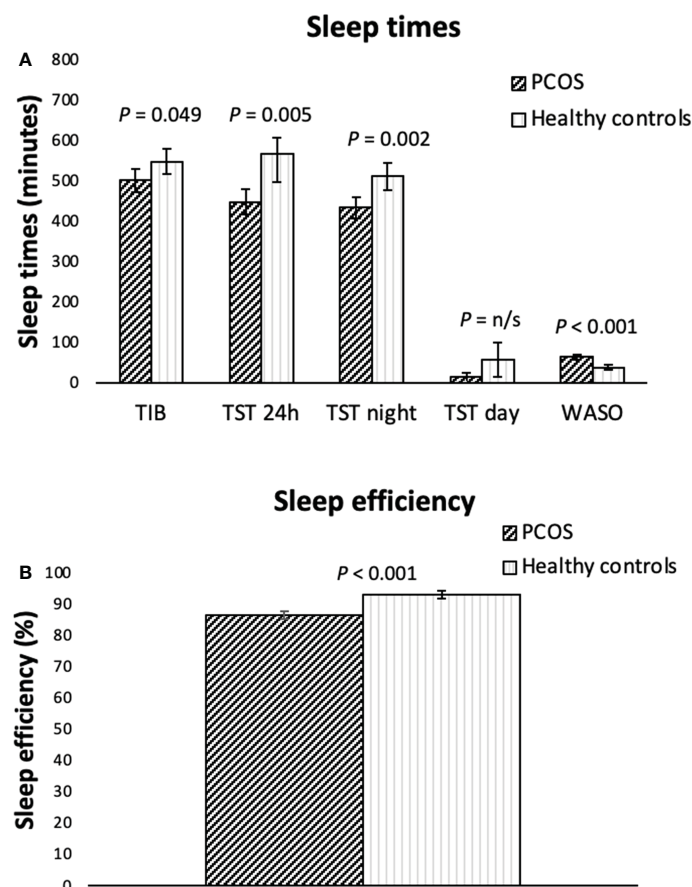 Sleep times
A
Sleep times (minutes)
800
700
600
500
400
300
200
100
0
PCOS
Healthy controls
P = 0.049
P = 0.005
P = 0.002
P = n/s
P < 0.001
TIB
TST 24h
TST night
TST day
WASO
Sleep efficiency
PCOS
Healthy controls
B
Sleep efficiency (%)
100
90
80
70
60
50
40
30
20
10
0
P < 0.001